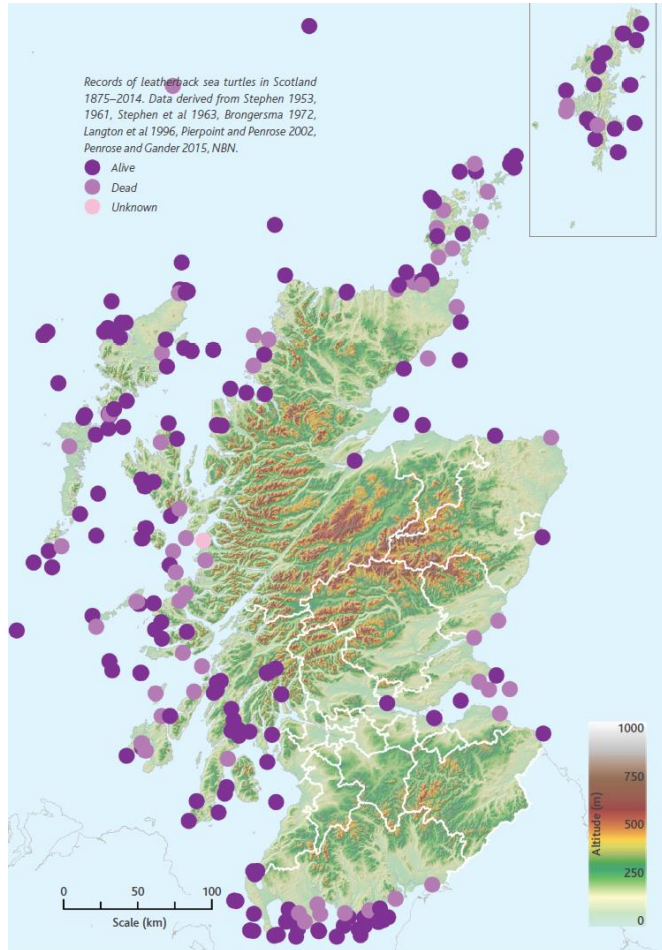 Records of leatherback sea turtles in Scotland
1875–2014. Data derived from Stephen 1953,
1961, Stephen et al 1963, Brongersma 1972,
Langton et al 1996, Pierpoint and Penrose 2002,
Penrose and Gander 2015, NBN.
Alive
Dead
Unknown
1000
750
500
250
0
Altitude (m)
0 50 100
Scale (km)